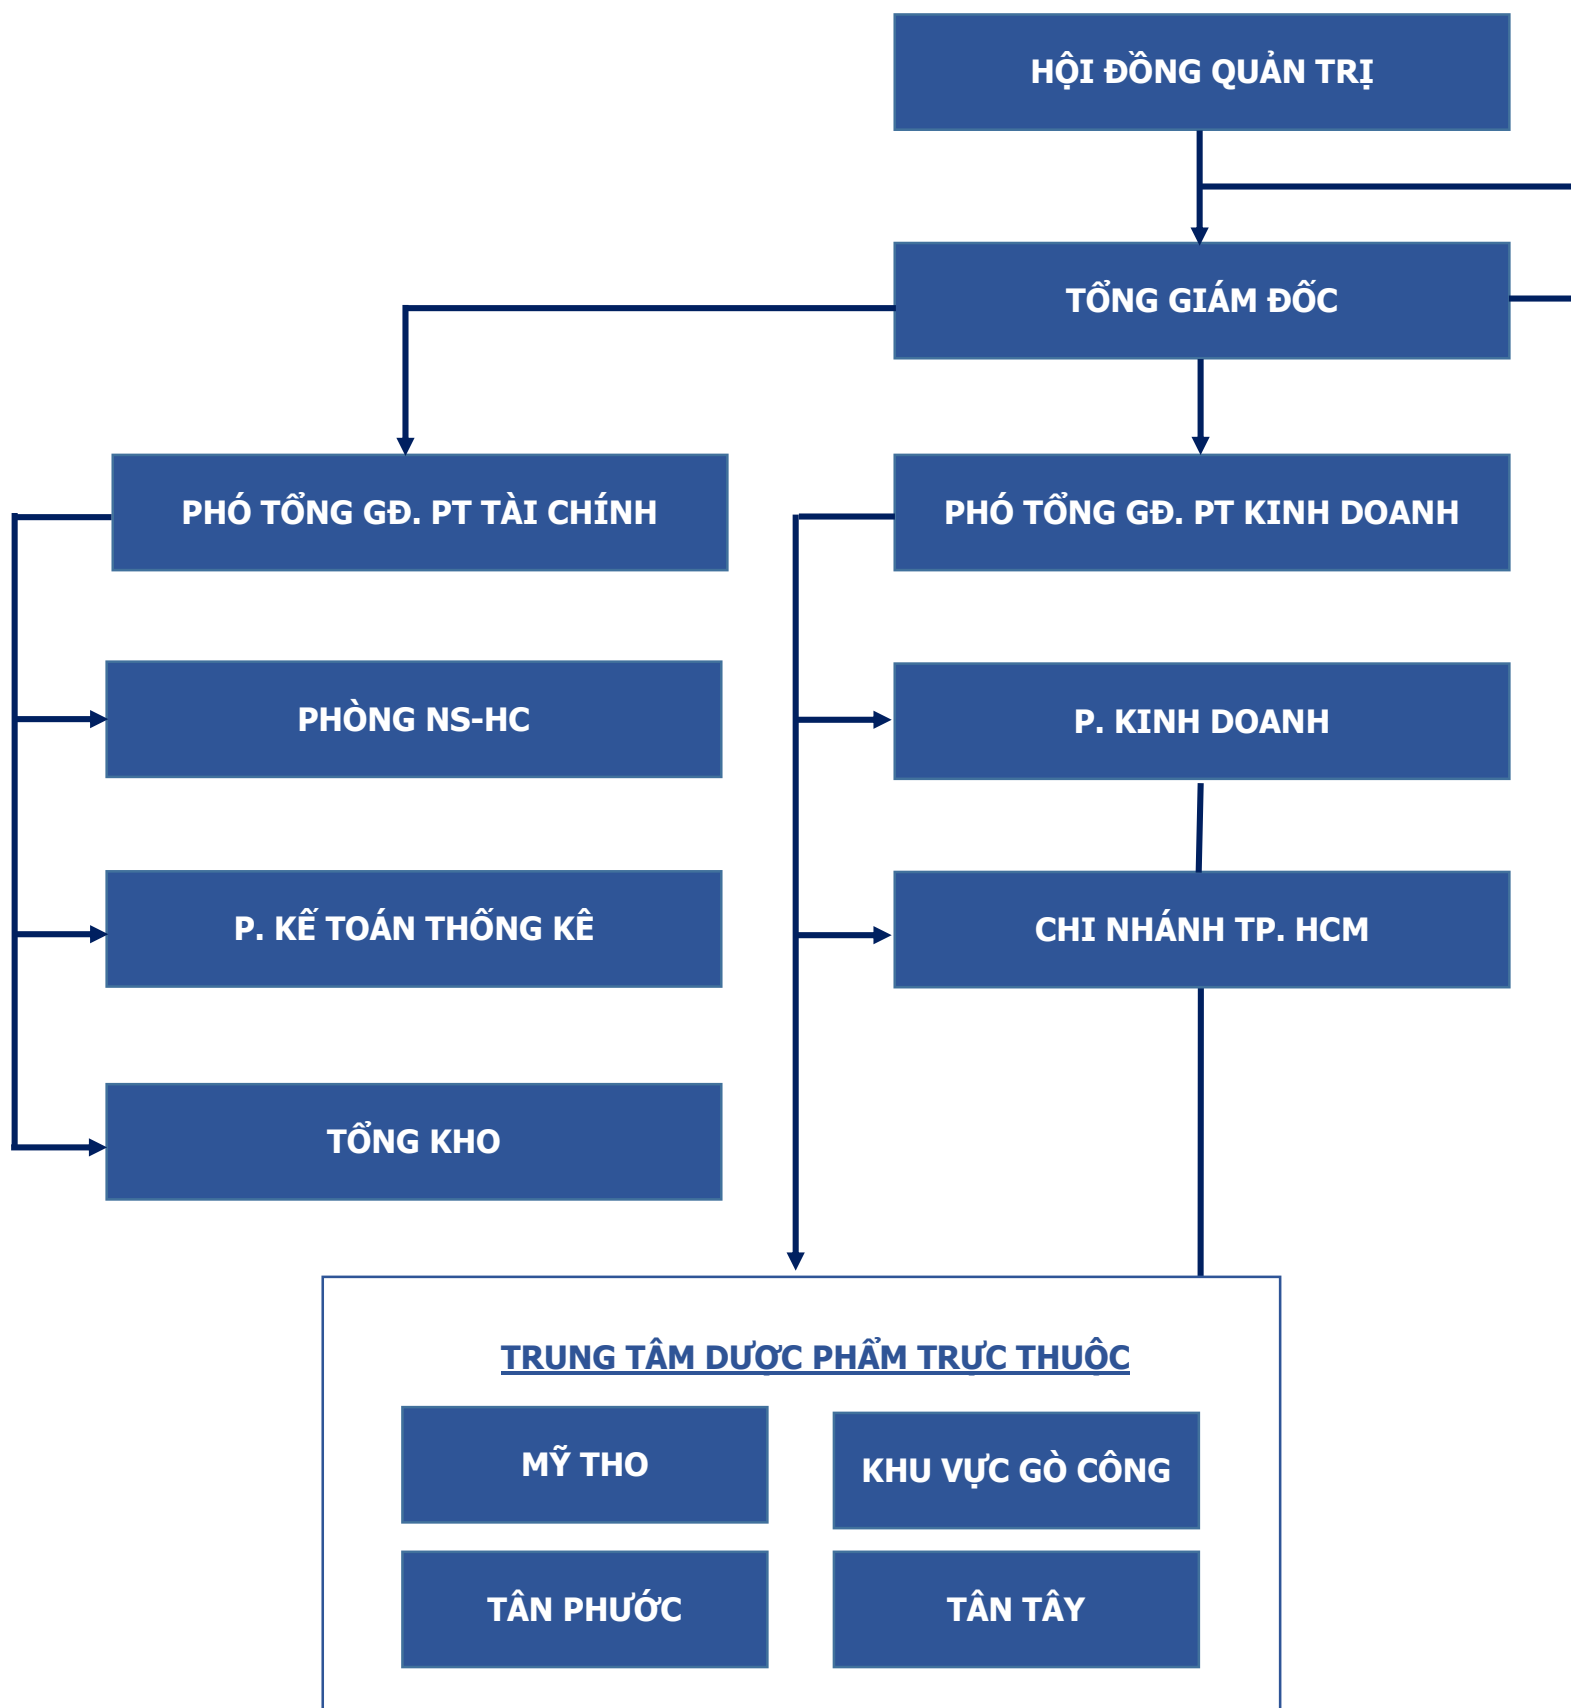 HỘI ĐỒNG QUẢN TRỊ
TỔNG GIÁM ĐỐC
PHÓ TỔNG GĐ. PT TÀI CHÍNH
PHÓ TỔNG GĐ. PT KINH DOANH
PHÒNG NS-HC
P. KINH DOANH
P. KẾ TOÁN THỐNG KÊ
CHI NHÁNH TP. HCM
TỔNG KHO
TRUNG TÂM DƯỢC PHẨM TRỰC THUỘC
MỸ THO
KHU VỰC GÒ CÔNG
TÂN PHƯỚC
TÂN TÂY